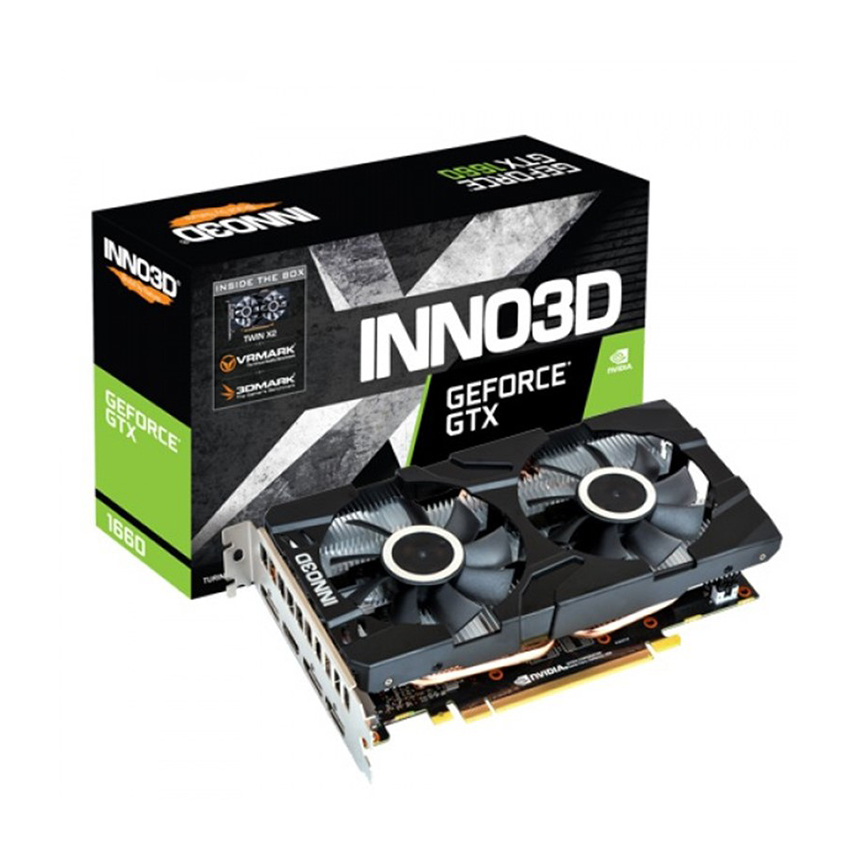 GEFORCE
GTX 1660
INNO3D
INNO3D
INSIDE THE BOX
TWIN X2
VRMARK
3DMARK
INNO3D
GEFORCE
GTX
NVIDIA
GEFORCE
GTX
1660
INNO3D
NVIDIA